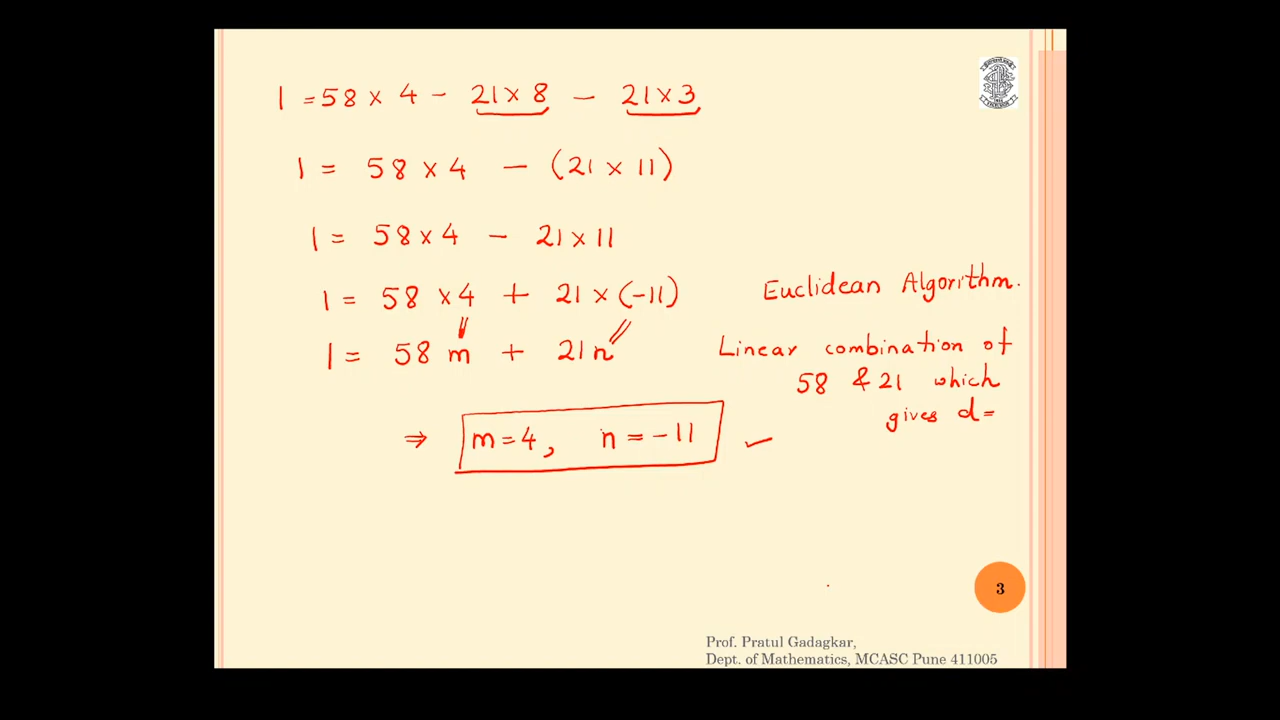 1 = 58 × 4 - 21 × 8 - 21 × 3
1 = 58 × 4 - (21 × 11)
1 = 58 × 4 - 21 × 11
1 = 58 × 4 + 21 × (-11)
Euclidean Algorithm.
1 = 58 m + 21 n
Linear combination of
58 & 21 which
gives d=
⇒ m = 4, n = -11 ✓
3
Prof. Pratul Gadagkar,
Dept. of Mathematics, MCASC Pune 411005